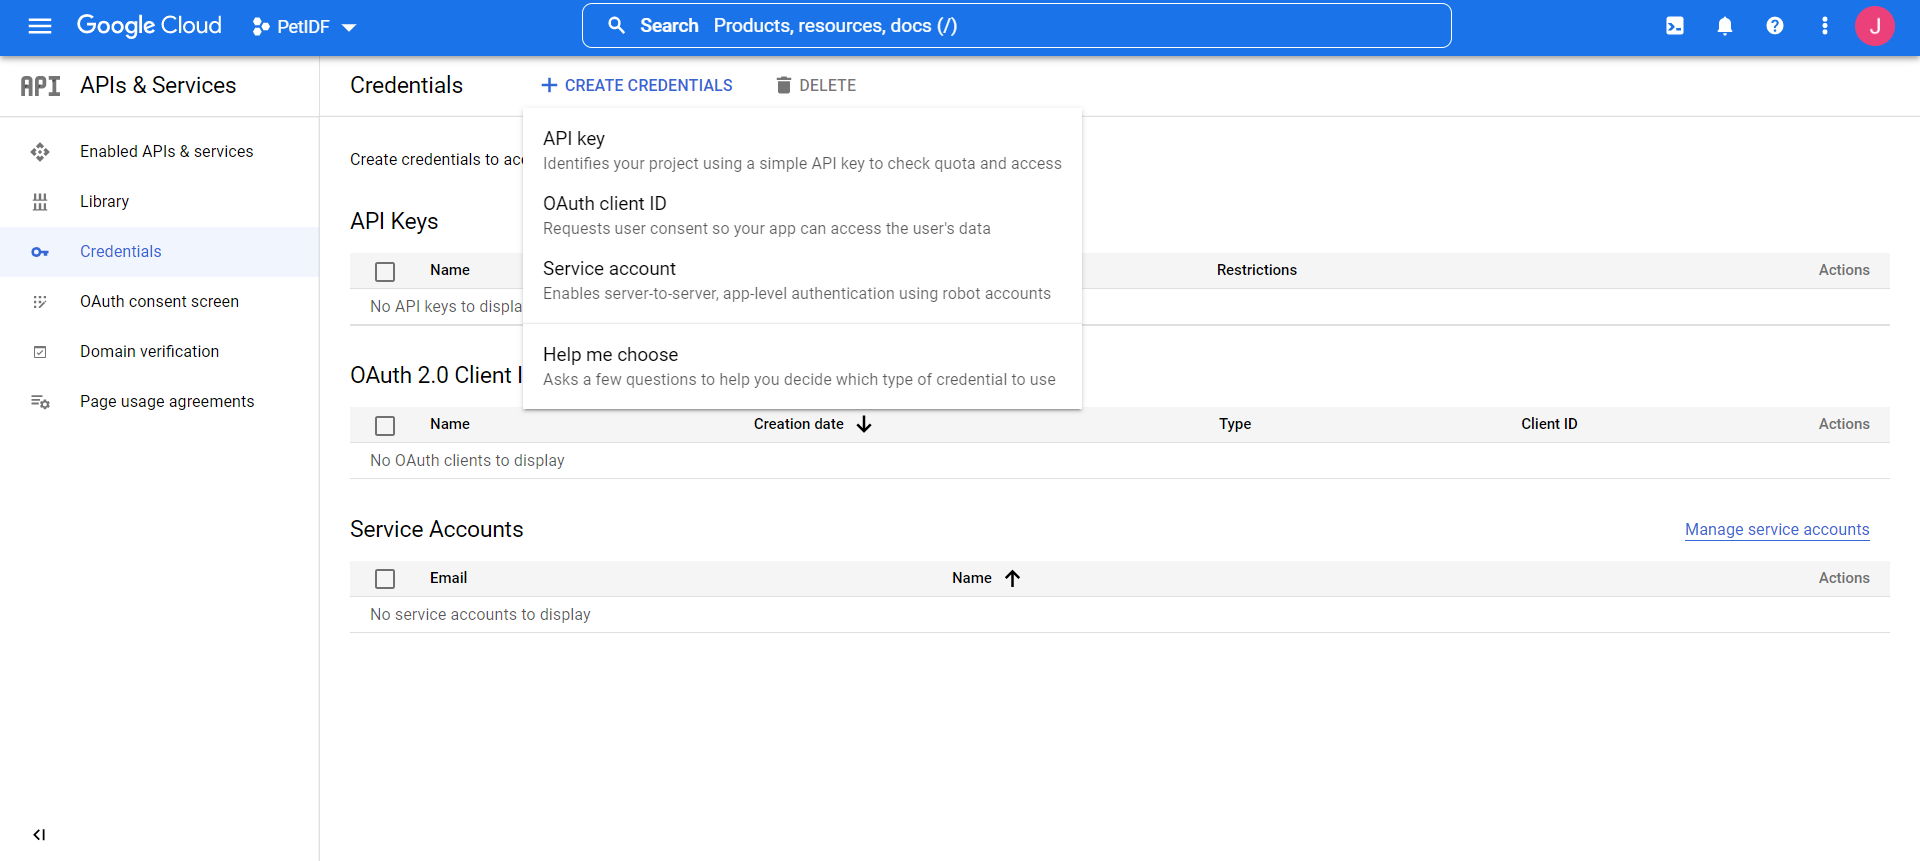 Google Cloud
PetIDF
Search Products, resources, docs (/)
J
API APIs & Services
Credentials
CREATE CREDENTIALS
DELETE
Enabled APIs & services
Library
Credentials
OAuth consent screen
Domain verification
Page usage agreements
Create credentials to
API key
Identifies your project using a simple API key to check quota and access
OAuth client ID
Requests user consent so your app can access the user's data
Service account
Enables server-to-server, app-level authentication using robot accounts
Help me choose
Asks a few questions to help you decide which type of credential to use
API Keys
Name Restrictions Actions
No API keys to
OAuth 2.0 Client
Name Creation date Type Client ID Actions
No OAuth clients to display
Service Accounts
Manage service accounts
Email Name Actions
No service accounts to display